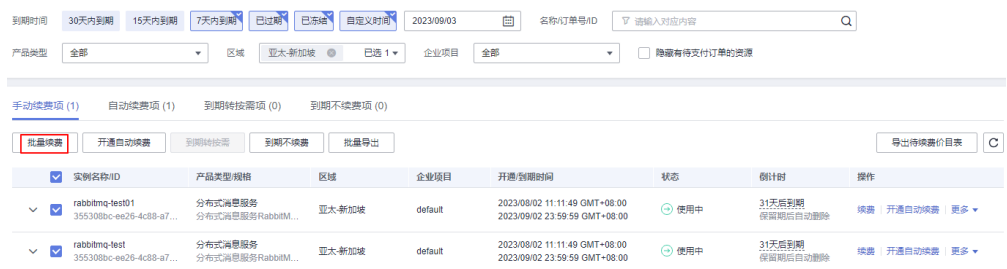 到期时间 30天内到期 15天内到期 7天内到期 已过期 已冻结 自定义时间 2023/09/03 名称/订单号/ID 请输入对应内容
产品类型 全部 区域 亚太-新加坡 已选 1 企业项目 全部 隐藏有待支付订单的资源
手动续费项 (1) 自动续费项 (1) 到期转按需项 (0) 到期不续费项 (0)
批量续费 开通自动续费 到期转按需 到期不续费 批量导出 导出待续费价目表
实例名称/ID 产品类型/规格 区域 企业项目 开通/到期时间 状态 倒计时 操作
rabbitmq-test01 分布式消息服务 亚太-新加坡 default 2023/08/02 11:11:49 GMT+08:00 使用中 31天后到期 续费 开通自动续费 更多
355308bc-ee26-4c88-a7... 分布式消息服务RabbitM... 2023/09/02 23:59:59 GMT+08:00 保留期后自动删除
rabbitmq-test 分布式消息服务 亚太-新加坡 default 2023/08/02 11:11:49 GMT+08:00 使用中 31天后到期 续费 开通自动续费 更多
355308bc-ee26-4c88-a7... 分布式消息服务RabbitM... 2023/09/02 23:59:59 GMT+08:00 保留期后自动删除